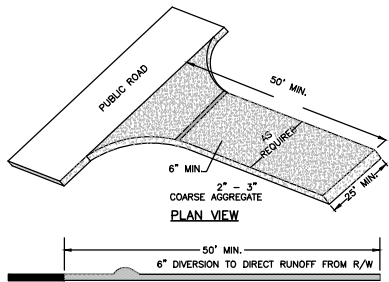 PUBLIC ROAD
50' MIN.
AS
REQUIRED
6" MIN.
25' MIN.
2" - 3"
COARSE AGGREGATE
PLAN VIEW
50' MIN.
6" DIVERSION TO DIRECT RUNOFF FROM R/W